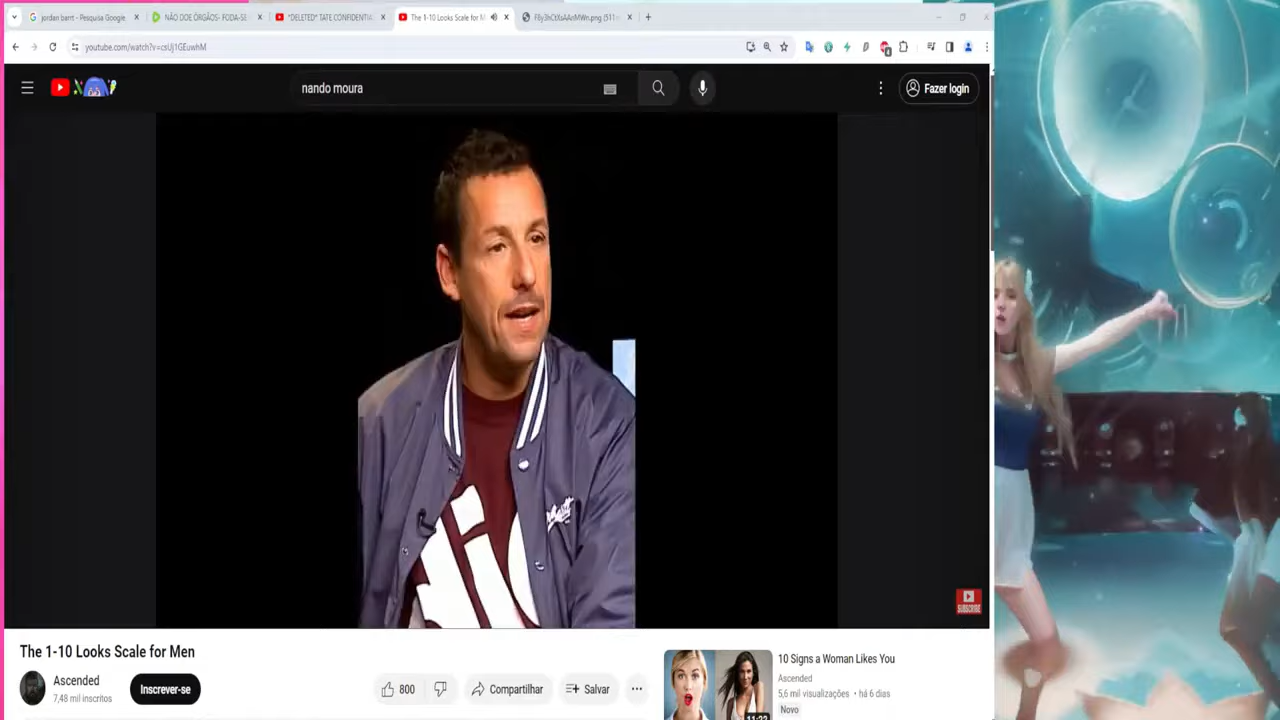 jordan barrt - Pesquisa Google
NÃO DOE ÓRGÃOS- FODA-SE
*DELETED* TATE CONFIDENTIA
The 1-10 Looks Scale for M
youtube.com/watch?v=csUj1GEuwhM
nando moura
Fazer login
SUBSCRIBE
The 1-10 Looks Scale for Men
Ascended
7,48 mil inscritos
Inscrever-se
800
Compartilhar
Salvar
10 Signs a Woman Likes You
Ascended
5,6 mil visualizações • há 6 dias
Novo
11:22